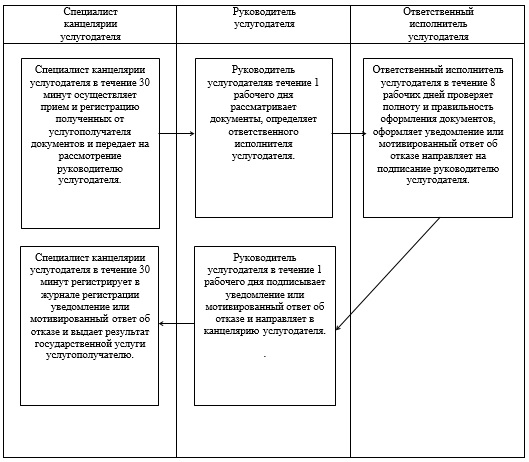 Специалист
канцелярии
услугодателя
Руководитель
услугодателя
Ответственный
исполнитель
услугодателя
Специалист канцелярии
услугодателя в течение 30
минут осуществляет
прием и регистрацию
полученных от
услугополучателя
документов и передает на
рассмотрение
руководителю
услугодателя.
Руководитель
услугодателяв течение 1
рабочего дня
рассматривает
документы, определяет
ответственного
исполнителя
услугодателя.
Ответственный исполнитель
услугодателя в течение 8
рабочих дней проверяет
полноту и правильность
оформления документов,
оформляет уведомление или
мотивированный ответ об
отказе направляет на
подписание руководителю
услугодателя.
Специалист канцелярии
услугодателя в течение 30
минут регистрирует в
журнале регистрации
уведомление или
мотивированный ответ об
отказе и выдает результат
государственной услуги
услугополучателю.
Руководитель
услугодателя в течение 1
рабочего дня подписывает
уведомление или
мотивированный ответ об
отказе и направляет в
канцелярию услугодателя.
.